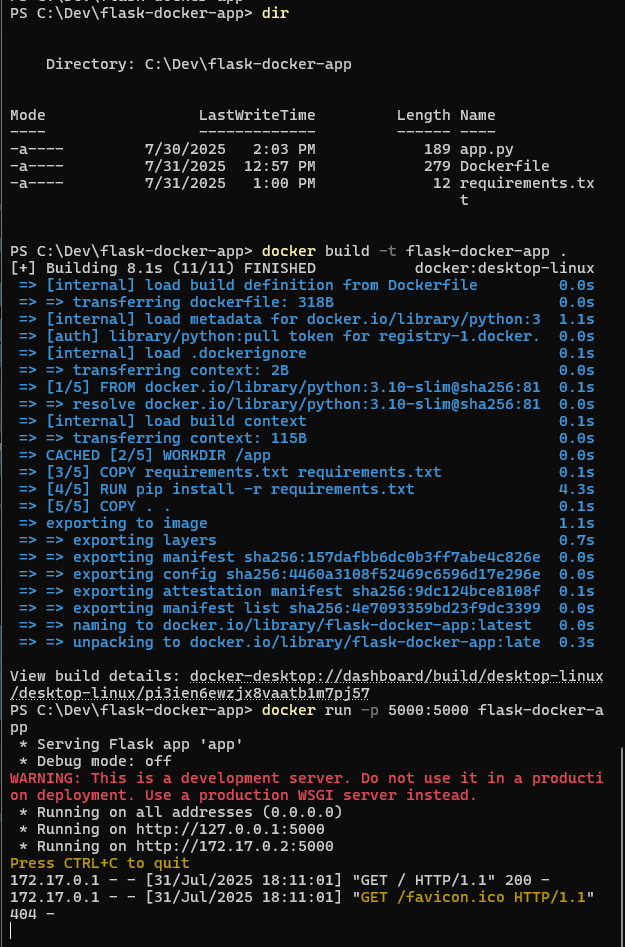 PS C:\Dev\flask-docker-app> dir
Directory: C:\Dev\flask-docker-app
Mode                 LastWriteTime         Length Name
----                 -------------         ------ ----
-a----         7/30/2025   2:03 PM            189 app.py
-a----         7/31/2025  12:57 PM            279 Dockerfile
-a----         7/31/2025   1:00 PM             12 requirements.tx
t
PS C:\Dev\flask-docker-app> docker build -t flask-docker-app .
[+] Building 8.1s (11/11) FINISHED           docker:desktop-linux
=> [internal] load build definition from Dockerfile         0.0s
=> => transferring dockerfile: 318B                         0.0s
=> [internal] load metadata for docker.io/library/python:3  1.1s
=> [auth] library/python:pull token for registry-1.docker.  0.0s
=> [internal] load .dockerignore                            0.1s
=> => transferring context: 2B                              0.0s
=> [1/5] FROM docker.io/library/python:3.10-slim@sha256:81  0.1s
=> => resolve docker.io/library/python:3.10-slim@sha256:81  0.0s
=> [internal] load build context                            0.1s
=> => transferring context: 115B                            0.0s
=> CACHED [2/5] WORKDIR /app                                0.0s
=> [3/5] COPY requirements.txt requirements.txt             0.1s
=> [4/5] RUN pip install -r requirements.txt                4.3s
=> [5/5] COPY . .                                           0.1s
=> exporting to image                                       1.1s
=> => exporting layers                                      0.7s
=> => exporting manifest sha256:157dafbb6dc0b3ff7abe4c826e  0.0s
=> => exporting config sha256:4460a3108f52469c6596d17e296e  0.0s
=> => exporting attestation manifest sha256:9dc124bce8108f  0.1s
=> => exporting manifest list sha256:4e7093359bd23f9dc3399  0.0s
=> => naming to docker.io/library/flask-docker-app:latest   0.0s
=> => unpacking to docker.io/library/flask-docker-app:late  0.3s
View build details: docker-desktop://dashboard/build/desktop-linux
/desktop-linux/pi3ien6ewzjx8vaatb1m7pj57
PS C:\Dev\flask-docker-app> docker run -p 5000:5000 flask-docker-a
pp
* Serving Flask app 'app'
* Debug mode: off
WARNING: This is a development server. Do not use it in a producti
on deployment. Use a production WSGI server instead.
* Running on all addresses (0.0.0.0)
* Running on http://127.0.0.1:5000
* Running on http://172.17.0.2:5000
Press CTRL+C to quit
172.17.0.1 - - [31/Jul/2025 18:11:01] "GET / HTTP/1.1" 200 -
172.17.0.1 - - [31/Jul/2025 18:11:01] "GET /favicon.ico HTTP/1.1"
404 -